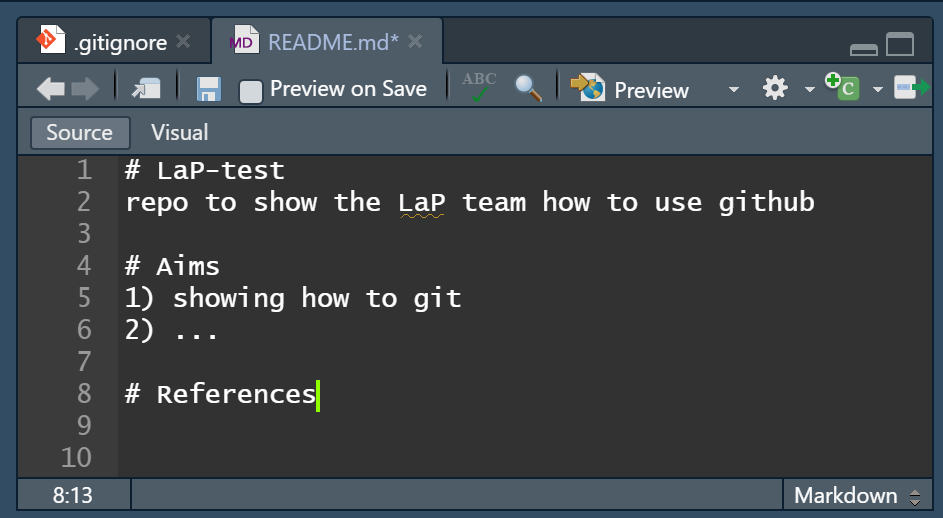 .gitignore × MD README.md* ×
Preview on Save ABC Preview C
Source Visual
1 # LaP-test
2 repo to show the LaP team how to use github
3
4 # Aims
5 1) showing how to git
6 2) ...
7
8 # References
9
10
8:13 Markdown